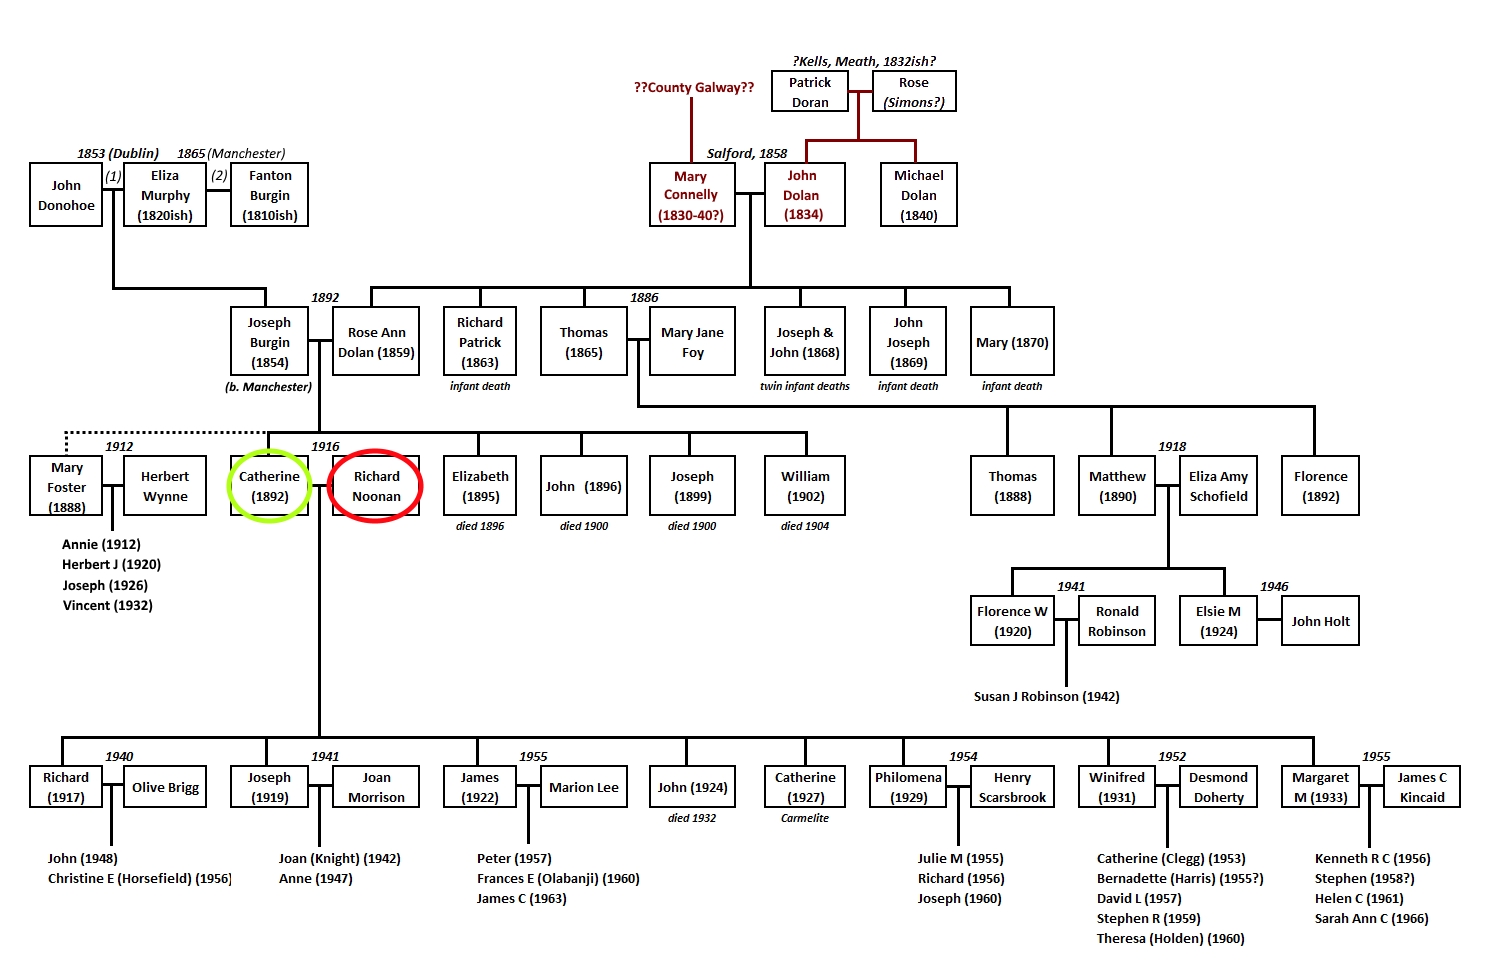 ?Kells, Meath, 1832ish?
??County Galway??
Patrick
Doran
Rose
(Simons?)
1853 (Dublin)
1865 (Manchester)
Salford, 1858
John
Donohoe
(1)
Eliza
Murphy
(1820ish)
(2)
Fanton
Burgin
(1810ish)
Mary
Connelly
(1830-40?)
John
Dolan
(1834)
Michael
Dolan
(1840)
1892
1886
Joseph
Burgin
(1854)
(b. Manchester)
Rose Ann
Dolan (1859)
Richard
Patrick
(1863)
infant death
Thomas
(1865)
Mary Jane
Foy
Joseph &
John (1868)
twin infant deaths
John
Joseph
(1869)
infant death
Mary (1870)
infant death
1912
1916
1918
Mary
Foster
(1888)
Herbert
Wynne
Catherine
(1892)
Richard
Noonan
Elizabeth
(1895)
died 1896
John (1896)
died 1900
Joseph
(1899)
died 1900
William
(1902)
died 1904
Thomas
(1888)
Matthew
(1890)
Eliza Amy
Schofield
Florence
(1892)
Annie (1912)
Herbert J (1920)
Joseph (1926)
Vincent (1932)
1941
1946
Florence W
(1920)
Ronald
Robinson
Elsie M
(1924)
John Holt
Susan J Robinson (1942)
1940
1941
1955
1954
1952
1955
Richard
(1917)
Olive Brigg
Joseph
(1919)
Joan
Morrison
James
(1922)
Marion Lee
John (1924)
died 1932
Catherine
(1927)
Carmelite
Philomena
(1929)
Henry
Scarsbrook
Winifred
(1931)
Desmond
Doherty
Margaret
M (1933)
James C
Kincaid
John (1948)
Christine E (Horsefield) (1956)
Joan (Knight) (1942)
Anne (1947)
Peter (1957)
Frances E (Olabanji) (1960)
James C (1963)
Julie M (1955)
Richard (1956)
Joseph (1960)
Catherine (Clegg) (1953)
Bernadette (Harris) (1955?)
David L (1957)
Stephen R (1959)
Theresa (Holden) (1960)
Kenneth R C (1956)
Stephen (1958?)
Helen C (1961)
Sarah Ann C (1966)